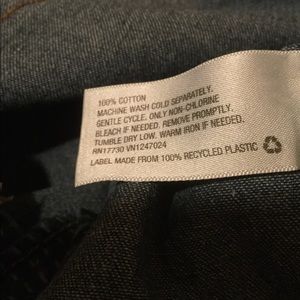 100% COTTON
MACHINE WASH COLD SEPARATELY.
GENTLE CYCLE. ONLY NON-CHLORINE
BLEACH IF NEEDED. REMOVE PROMPTLY.
TUMBLE DRY LOW. WARM IRON IF NEEDED.
RN17730 VN1247024
LABEL MADE FROM 100% RECYCLED PLASTIC